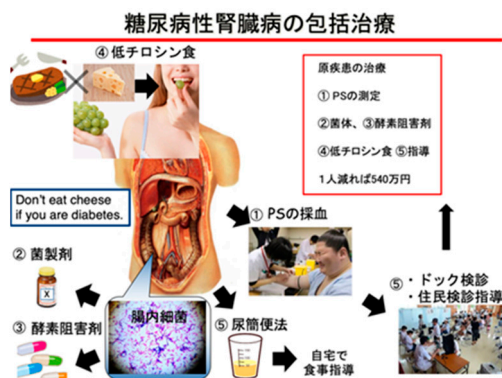 糖尿病性腎臓病の包括治療
④低チロシン食
原疾患の治療
① PSの測定
②菌体、③酵素阻害剤
④低チロシン食 ⑤指導
1人減れば540万円
Don't eat cheese
if you are diabetes.
① PSの採血
② 菌製剤
X
腸内細菌
③ 酵素阻害剤
⑤ 尿簡便法
自宅で
食事指導
⑤
・ドック検診
・住民検診指導